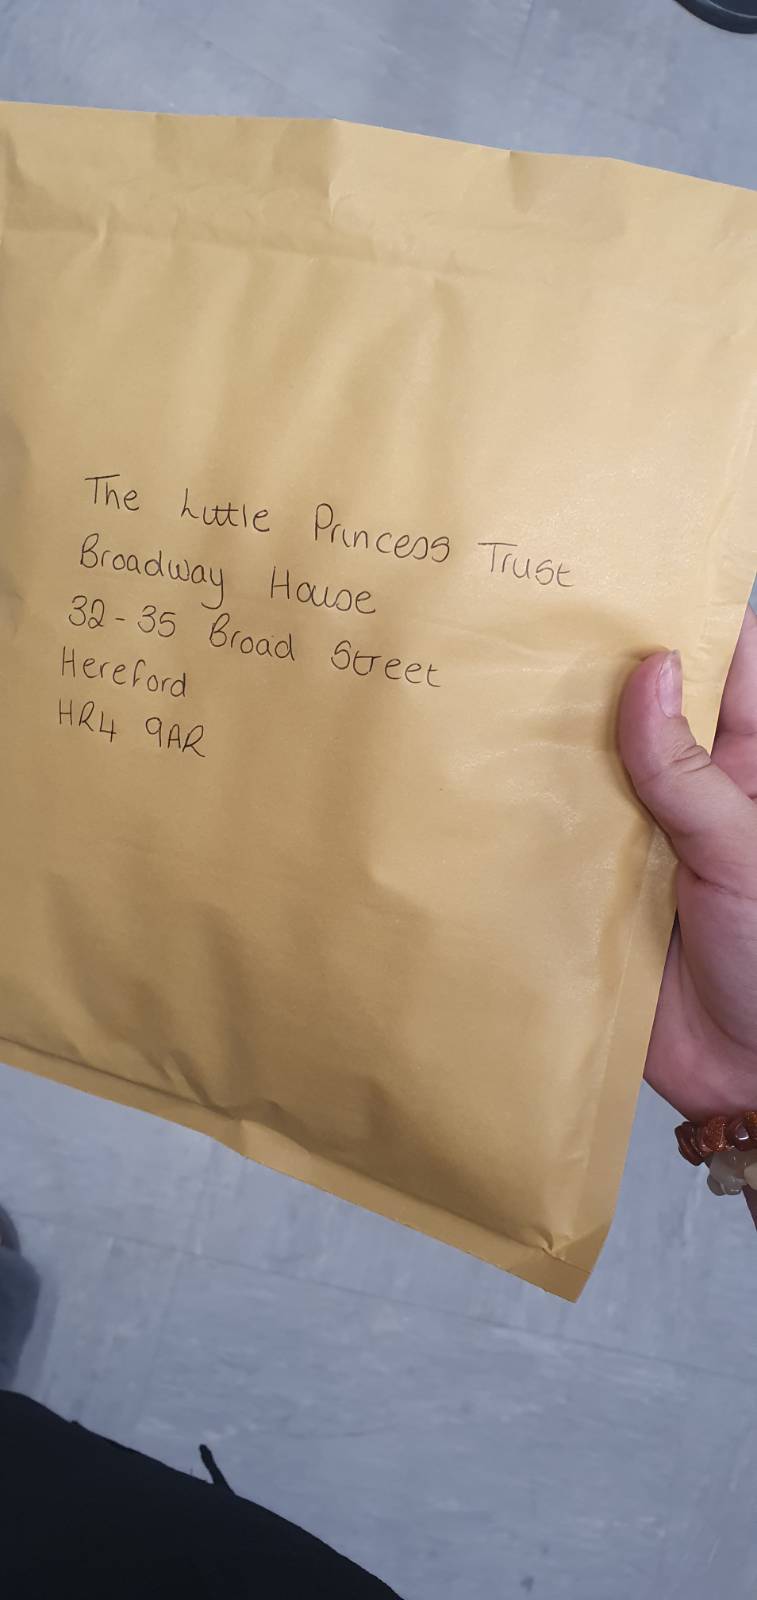 The Little Princess Trust
Broadway House
32-35 Broad Street
Hereford
HR4 9AR